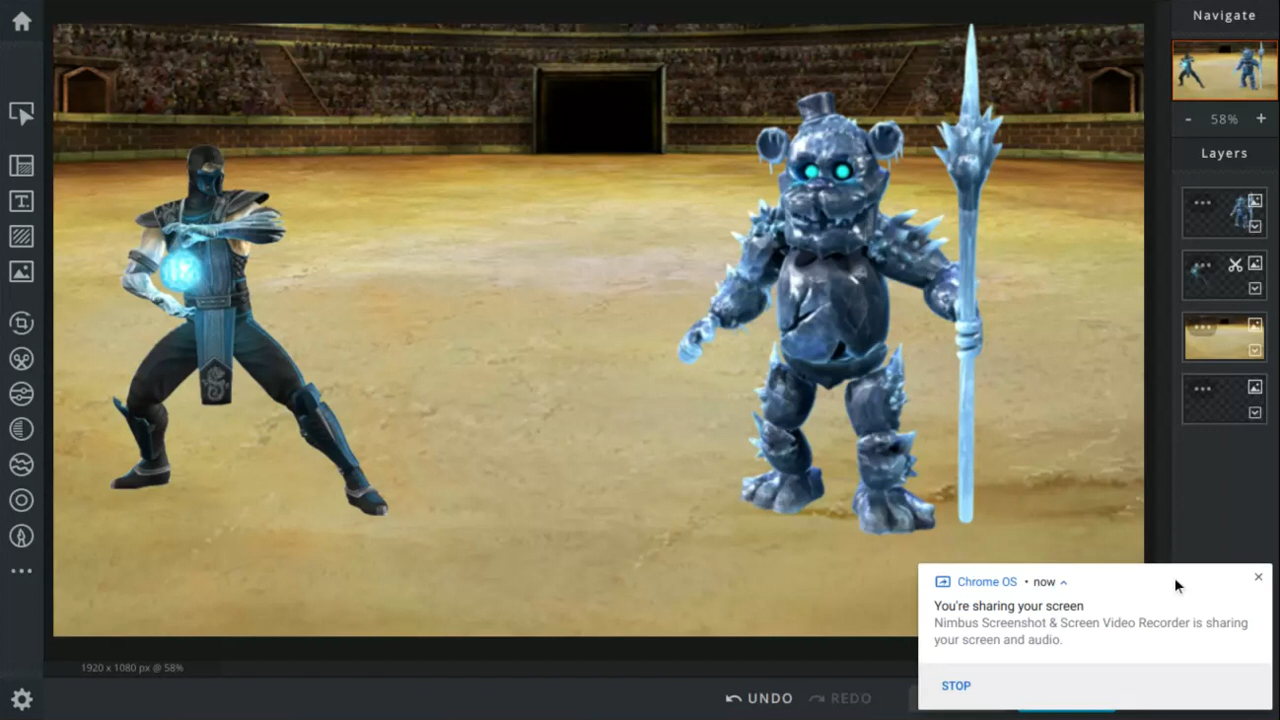 Navigate
- 58% +
Layers
Chrome OS • now
You're sharing your screen
Nimbus Screenshot & Screen Video Recorder is sharing
your screen and audio.
STOP
1920 x 1080 px @ 58%
UNDO REDO